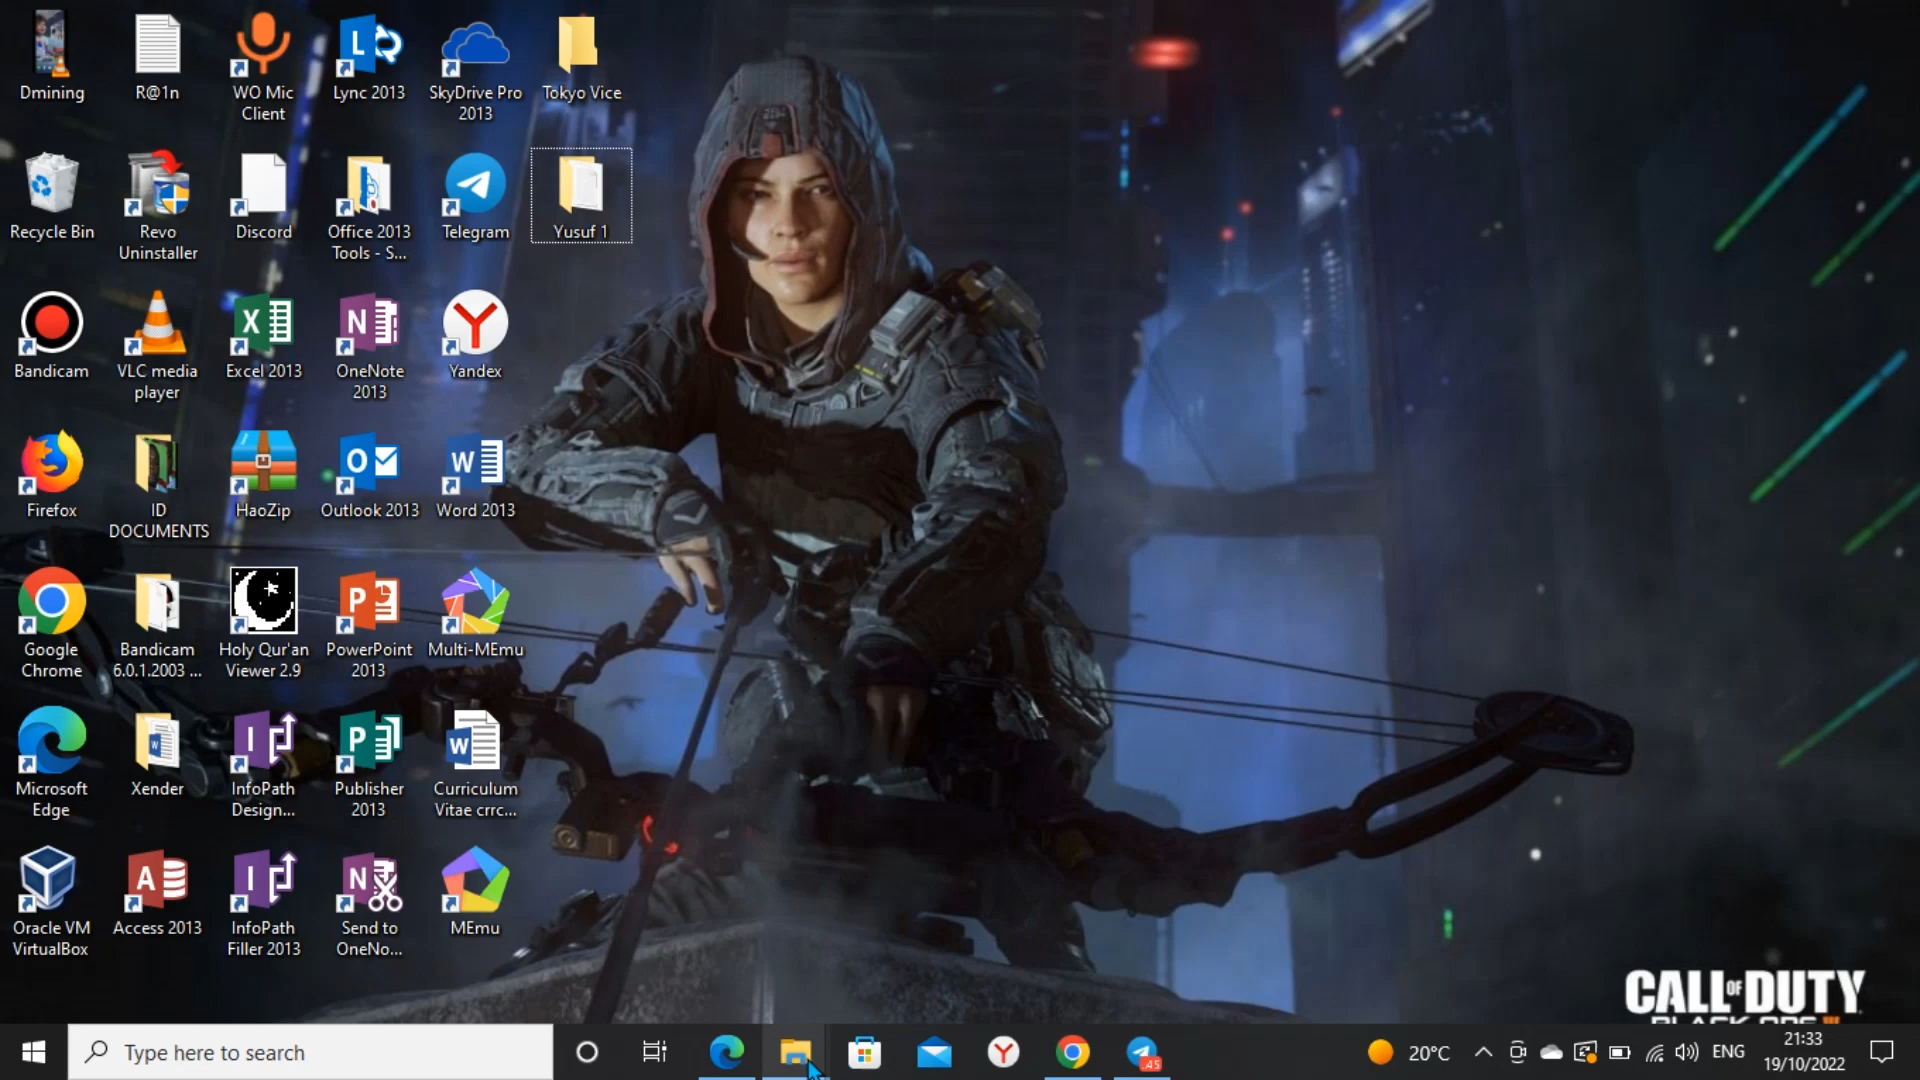 Dmining
R@1n
WO Mic
Client
Lync 2013
SkyDrive Pro
2013
Tokyo Vice
Recycle Bin
Revo
Uninstaller
Discord
Office 2013
Tools - S...
Telegram
Yusuf 1
Bandicam
VLC media
player
Excel 2013
OneNote
2013
Yandex
Firefox
ID
DOCUMENTS
HaoZip
Outlook 2013
Word 2013
Google
Chrome
Bandicam
6.0.1.2003 ...
Holy Qur'an
Viewer 2.9
PowerPoint
2013
Multi-MEmu
Microsoft
Edge
Xender
InfoPath
Design...
Publisher
2013
Curriculum
Vitae crrc...
Oracle VM
VirtualBox
Access 2013
InfoPath
Filler 2013
Send to
OneNo...
MEmu
CALL OF DUTY
BLACK OPS III
Type here to search
45
20°C
ENG
21:33
19/10/2022